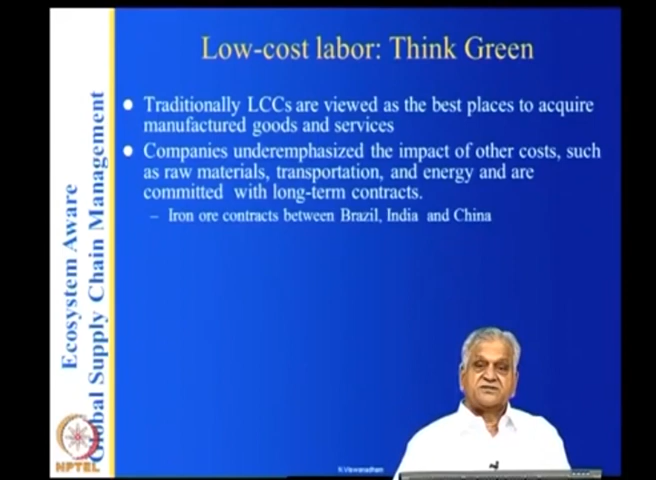 Low-cost labor: Think Green
Traditionally LCCs are viewed as the best places to acquire
manufactured goods and services
Companies underemphasized the impact of other costs, such
as raw materials, transportation, and energy and are
committed with long-term contracts.
– Iron ore contracts between Brazil, India and China
Ecosystem Aware
Global Supply Chain Management
NPTEL
N.Viswanadham